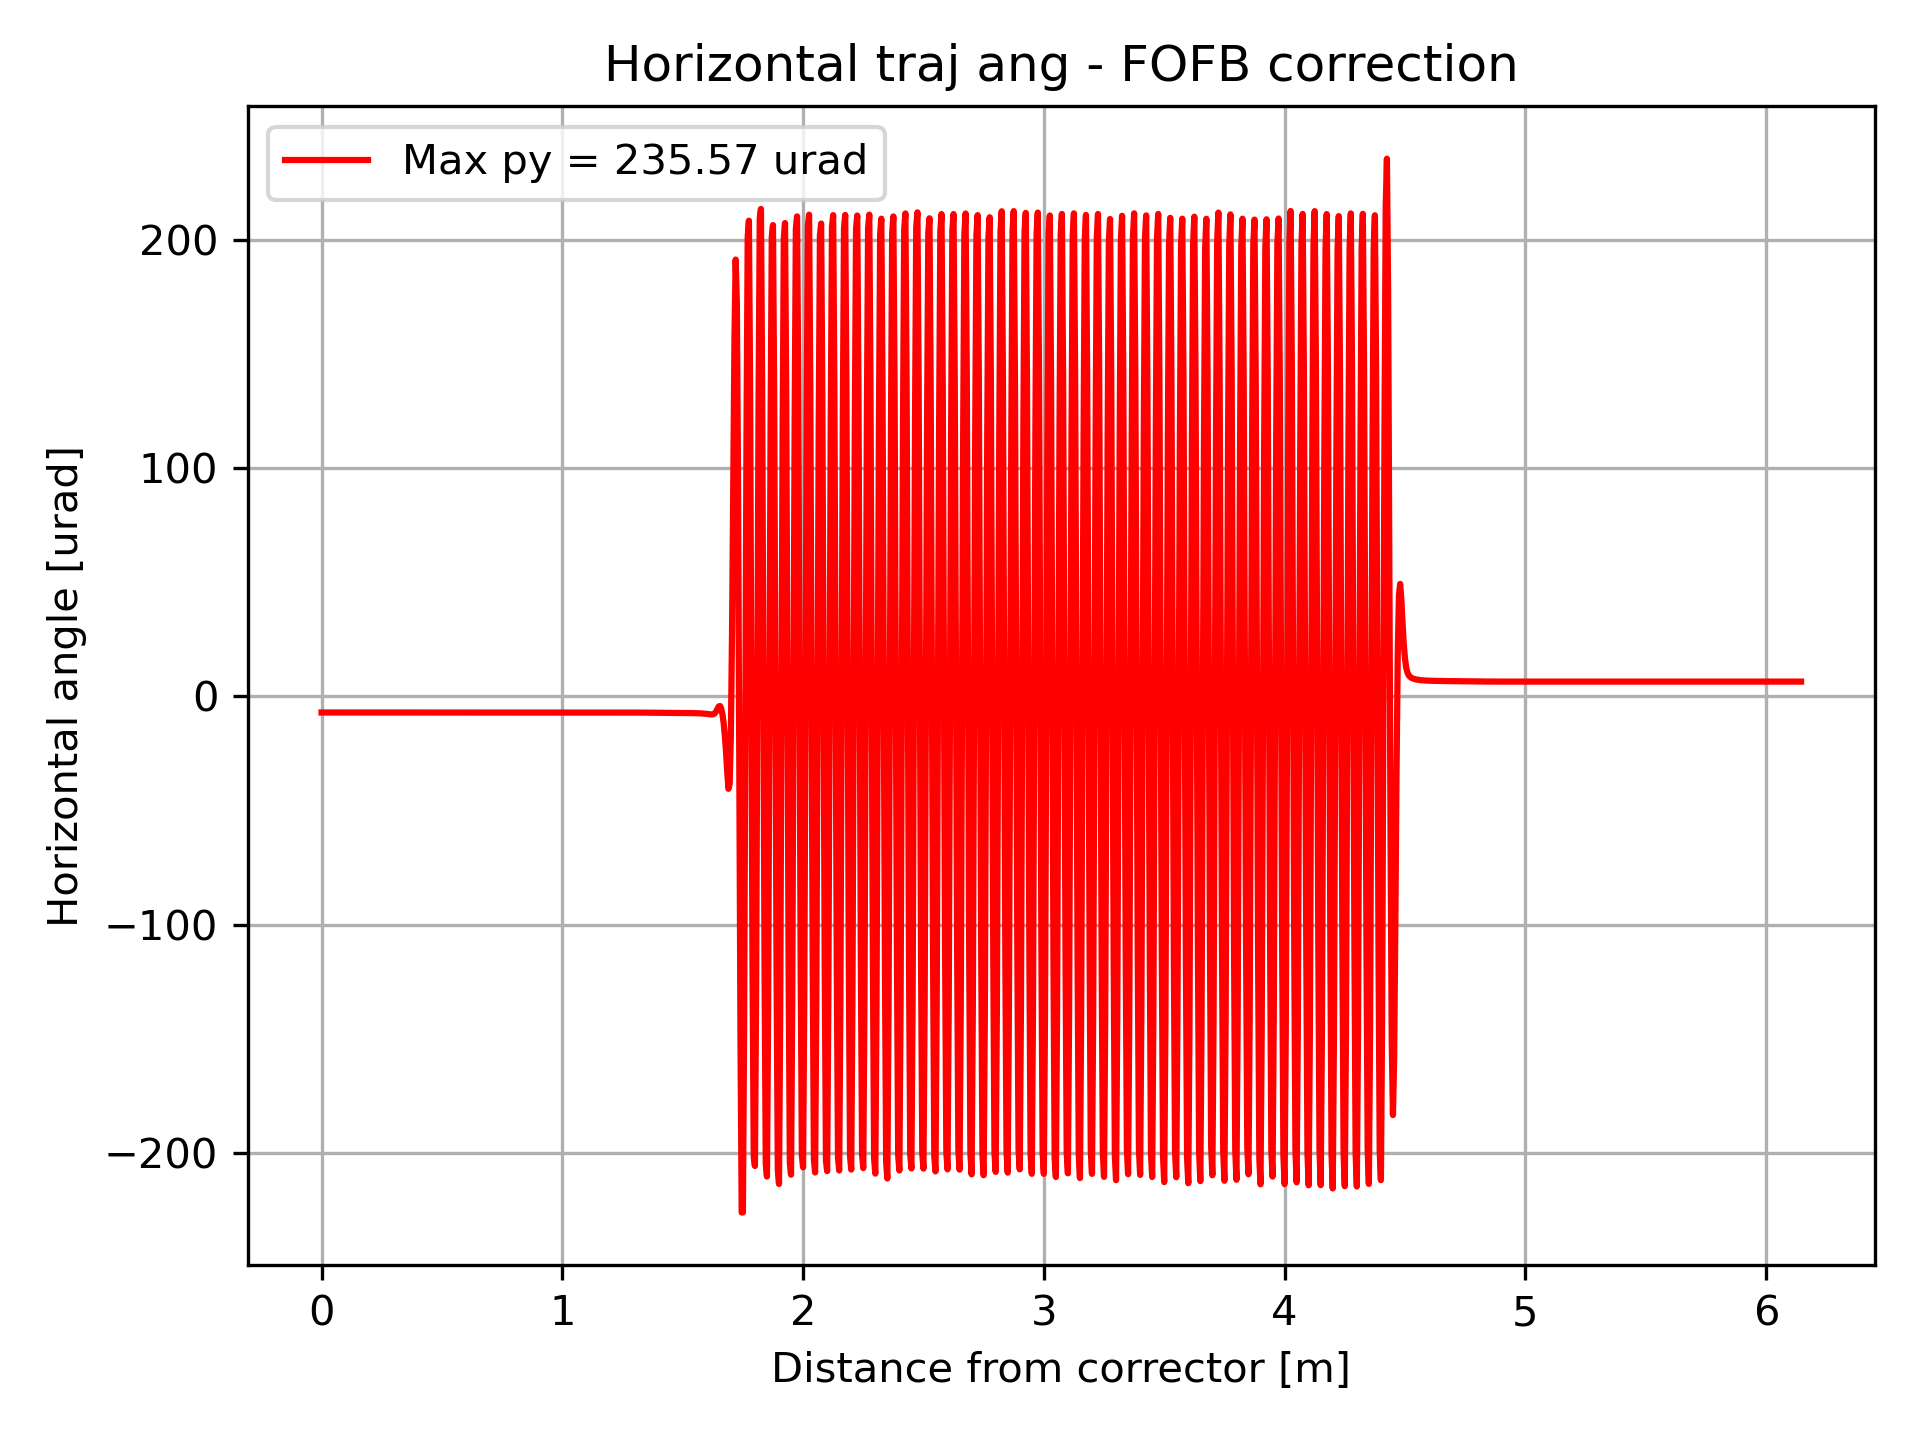 Horizontal traj ang - FOFB correction
Max py = 235.57 urad
Horizontal angle [urad]
200
100
0
−100
−200
0 1 2 3 4 5 6
Distance from corrector [m]